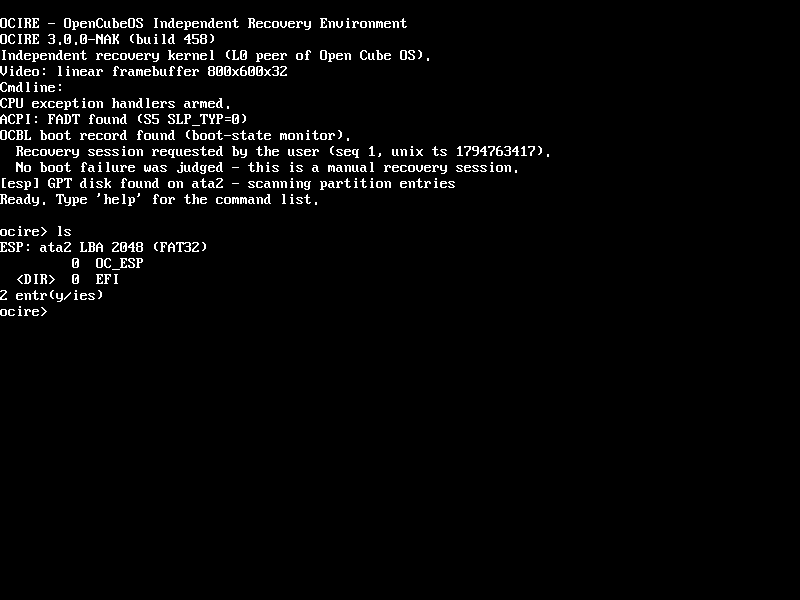 OCIRE - OpenCubeOS Independent Recovery Environment
OCIRE 3.0.0-NAK (build 458)
Independent recovery kernel (L0 peer of Open Cube OS).
Video: linear framebuffer 800x600x32
Cmdline:
CPU exception handlers armed.
ACPI: FADT found (S5 SLP_TYP=0)
OCBL boot record found (boot-state monitor).
  Recovery session requested by the user (seq 1, unix ts 1794763417).
  No boot failure was judged - this is a manual recovery session.
[esp] GPT disk found on ata2 - scanning partition entries
Ready. Type 'help' for the command list.

ocire> ls
ESP: ata2 LBA 2048 (FAT32)
         0  OC_ESP
  <DIR>  0  EFI
2 entr(y/ies)
ocire>